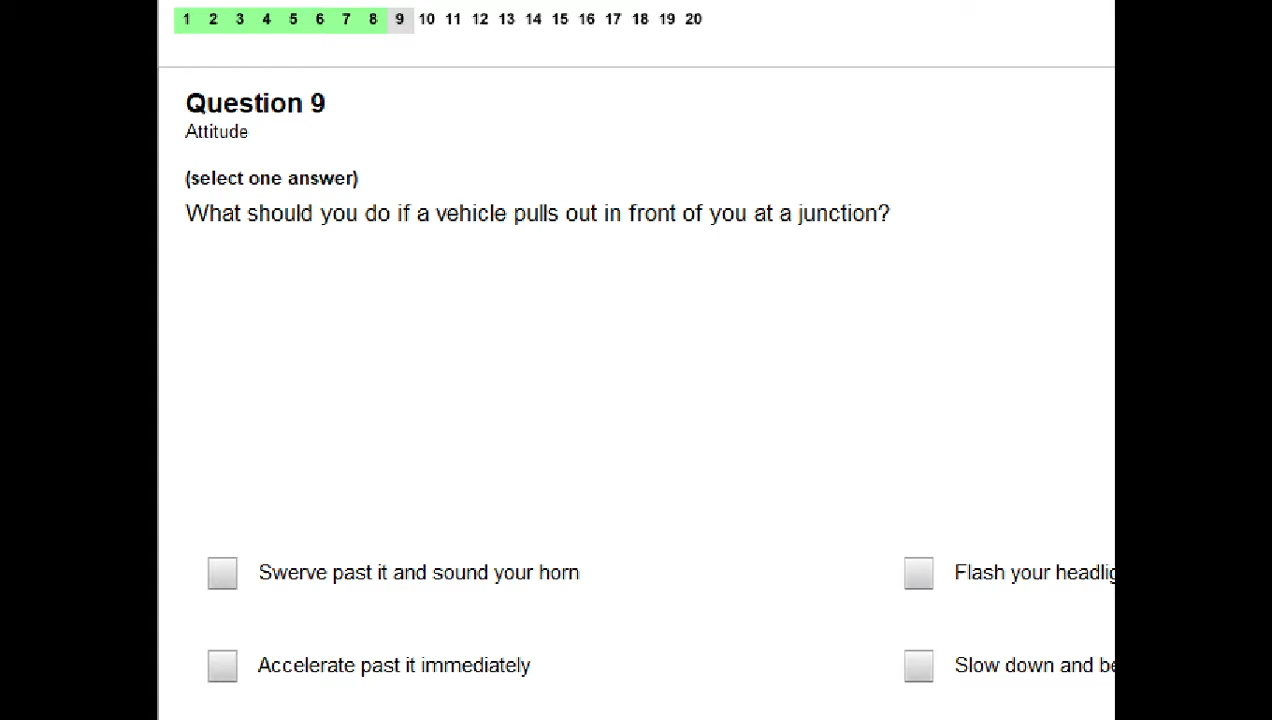 1 2 3 4 5 6 7 8 9 10 11 12 13 14 15 16 17 18 19 20
Question 9
Attitude
(select one answer)
What should you do if a vehicle pulls out in front of you at a junction?
Swerve past it and sound your horn
Flash your
Accelerate past it immediately
Slow down and